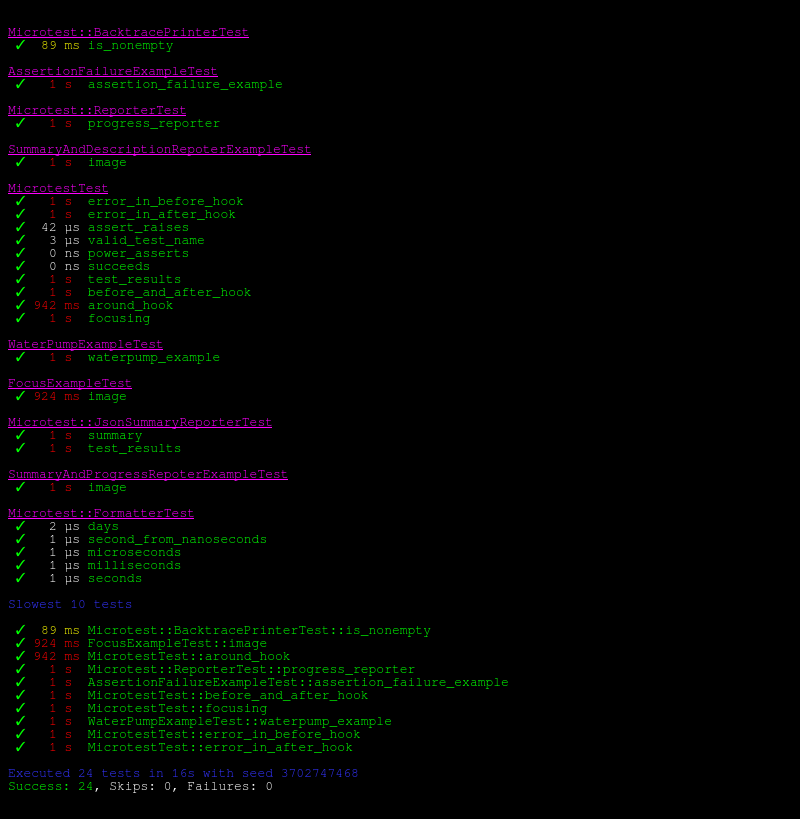 Microtest::BacktracePrinterTest
✓ 89 ms is_nonempty
AssertionFailureExampleTest
✓ 1 s assertion_failure_example
Microtest::ReporterTest
✓ 1 s progress_reporter
SummaryAndDescriptionRepoterExampleTest
✓ 1 s image
MicrotestTest
✓ 1 s error_in_before_hook
✓ 1 s error_in_after_hook
✓ 42 µs assert_raises
✓ 3 µs valid_test_name
✓ 0 ns power_asserts
✓ 0 ns succeeds
✓ 1 s test_results
✓ 1 s before_and_after_hook
✓ 942 ms around_hook
✓ 1 s focusing
WaterPumpExampleTest
✓ 1 s waterpump_example
FocusExampleTest
✓ 924 ms image
Microtest::JsonSummaryReporterTest
✓ 1 s summary
✓ 1 s test_results
SummaryAndProgressRepoterExampleTest
✓ 1 s image
Microtest::FormatterTest
✓ 2 µs days
✓ 1 µs second_from_nanoseconds
✓ 1 µs microseconds
✓ 1 µs milliseconds
✓ 1 µs seconds
Slowest 10 tests
✓ 89 ms Microtest::BacktracePrinterTest::is_nonempty
✓ 924 ms FocusExampleTest::image
✓ 942 ms MicrotestTest::around_hook
✓ 1 s Microtest::ReporterTest::progress_reporter
✓ 1 s AssertionFailureExampleTest::assertion_failure_example
✓ 1 s MicrotestTest::before_and_after_hook
✓ 1 s MicrotestTest::focusing
✓ 1 s WaterPumpExampleTest::waterpump_example
✓ 1 s MicrotestTest::error_in_before_hook
✓ 1 s MicrotestTest::error_in_after_hook
Executed 24 tests in 16s with seed 3702747468
Success: 24, Skips: 0, Failures: 0